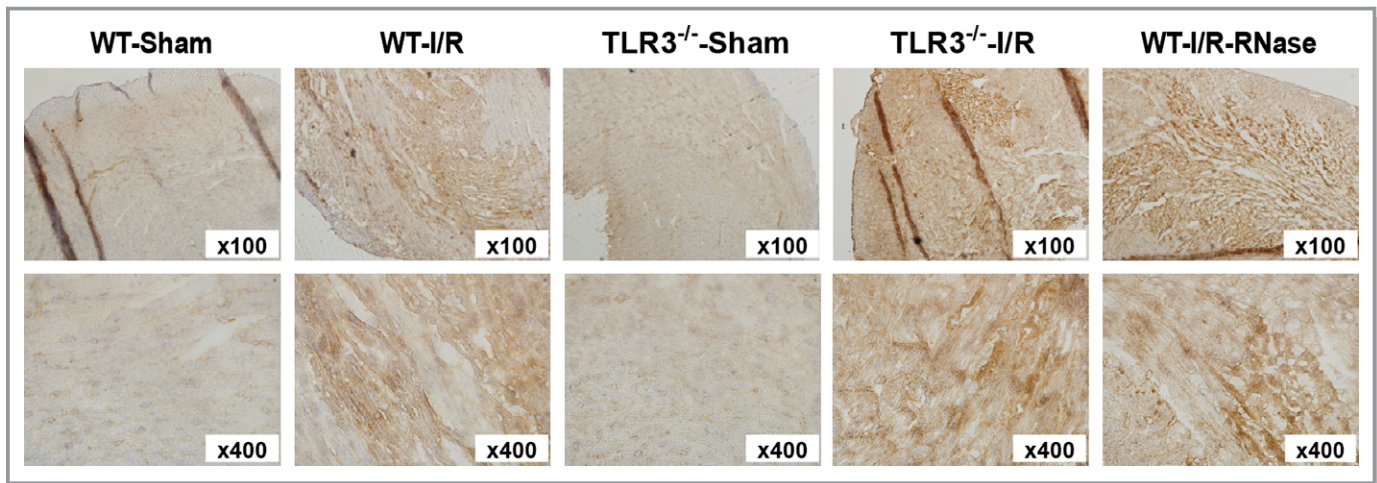 WT-Sham WT-I/R TLR3-/--Sham TLR3-/--I/R WT-I/R-RNase
x100 x100 x100 x100 x100
x400 x400 x400 x400 x400